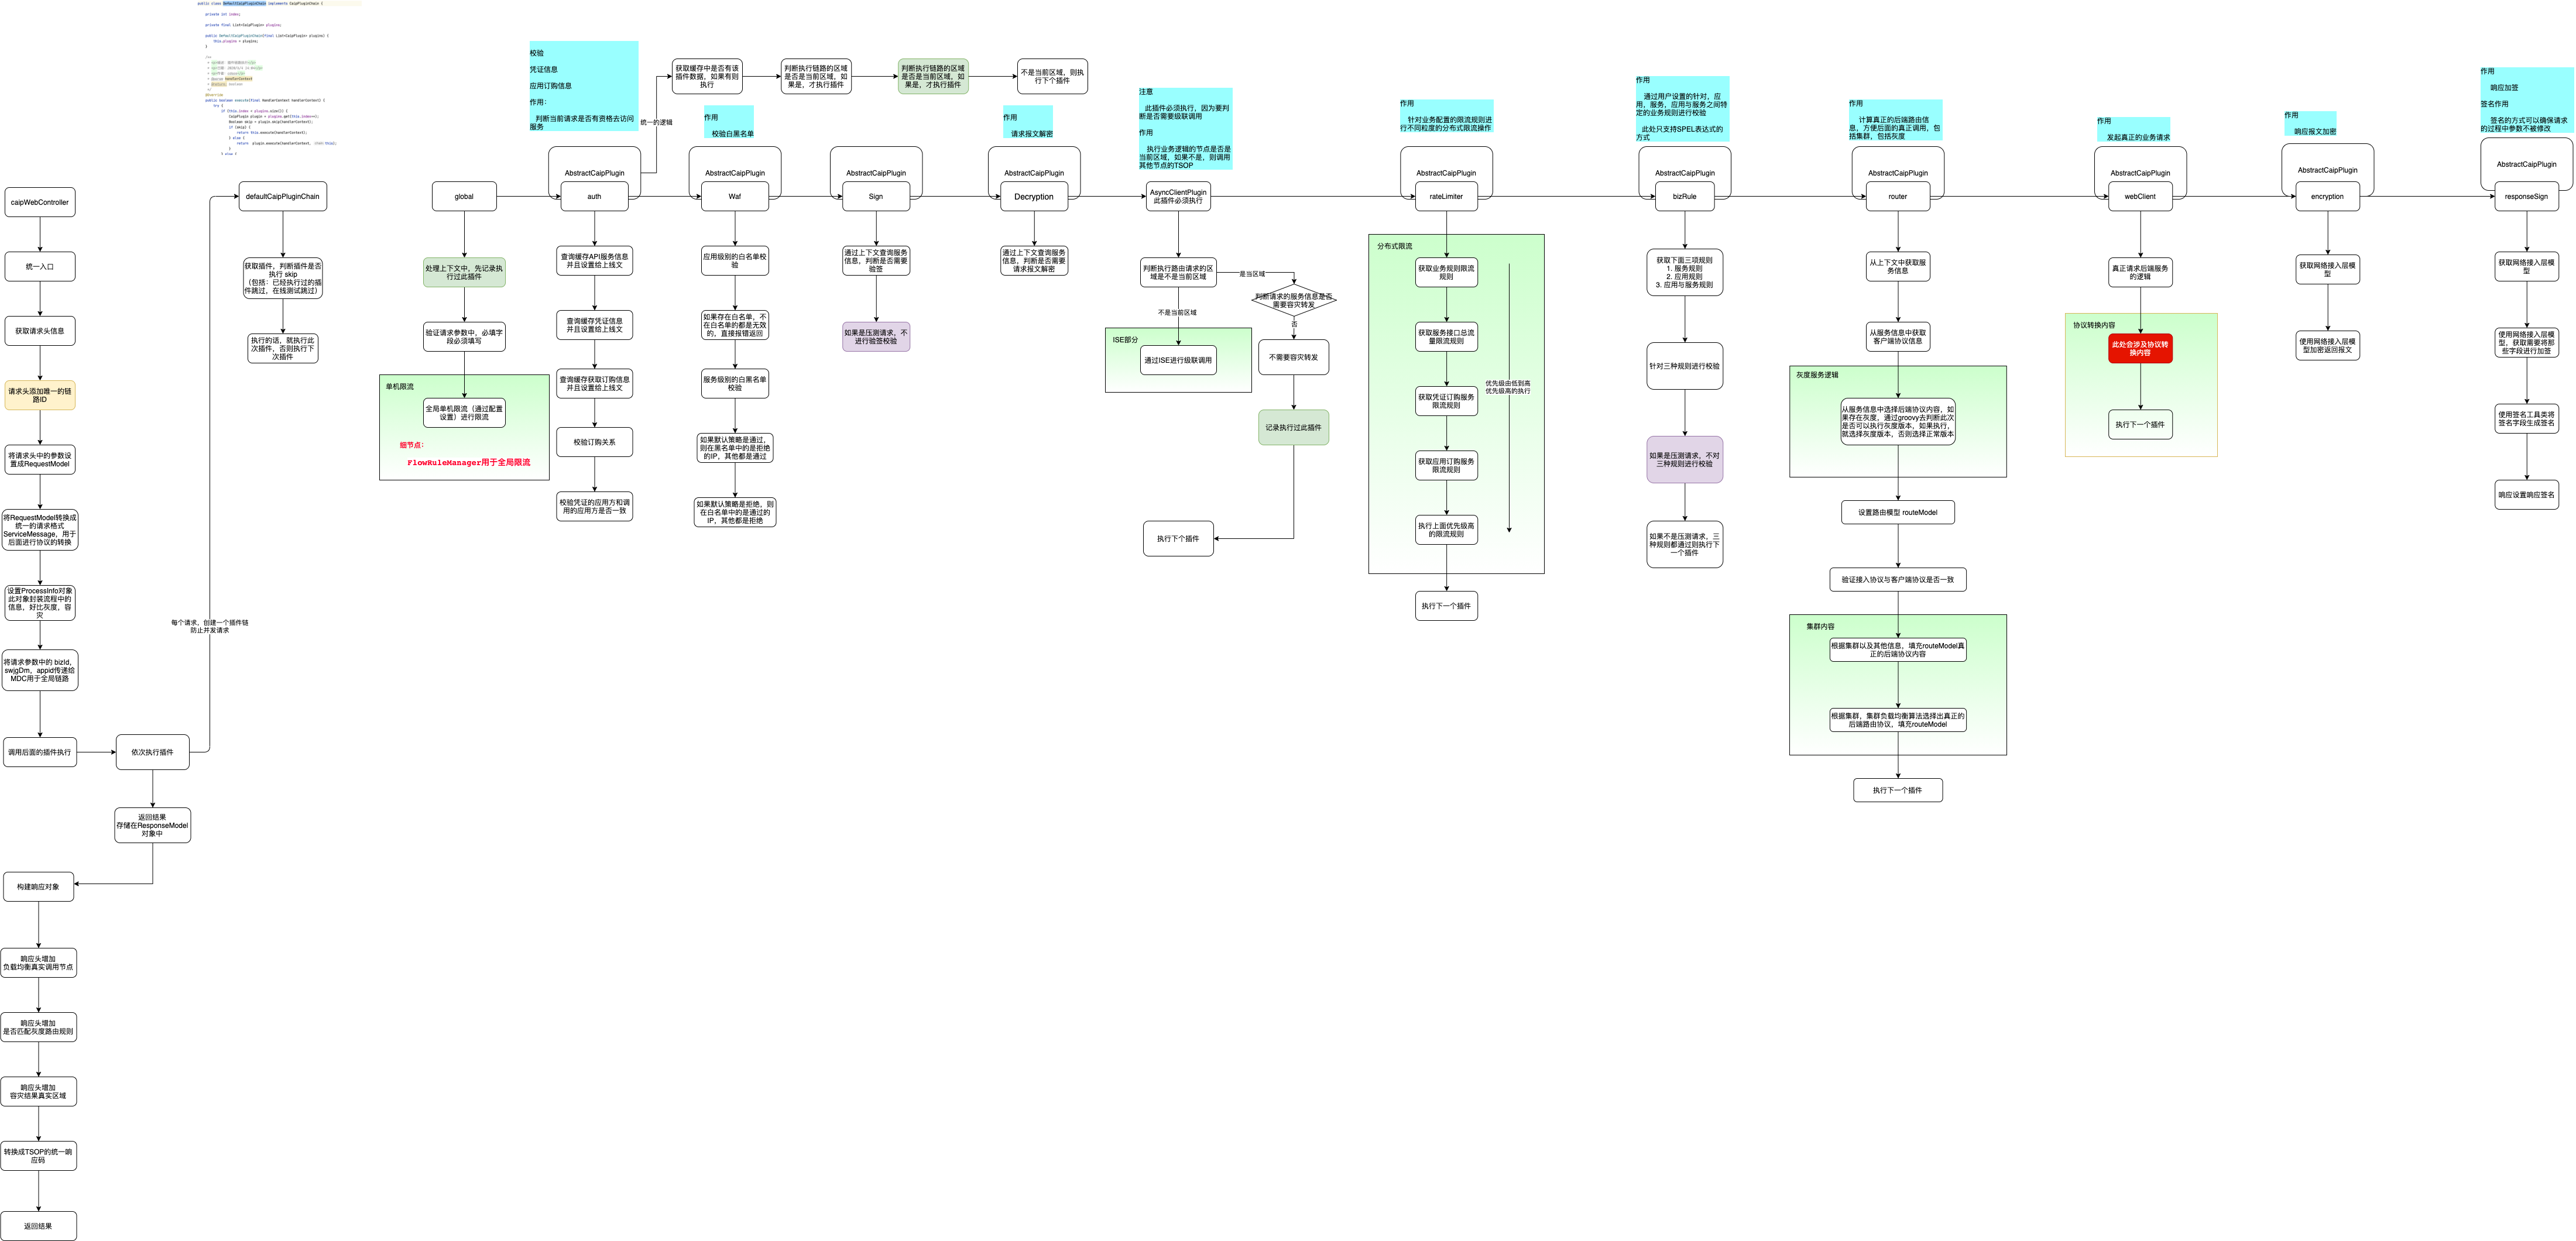 public class DefaultCaipPluginChain implements CaipPluginChain {
private int index;
private final List<CaipPlugin> plugins;
public DefaultCaipPluginChain(final List<CaipPlugin> plugins) {
this.plugins = plugins;
}
/**
*/
@Override
public boolean execute(final HandlerContext handlerContext) {
try {
if (this.index < plugins.size()) {
CaipPlugin plugin = plugins.get(this.index++);
Boolean skip = plugin.skip(handlerContext);
if (skip) {
return this.execute(handlerContext);
} else {
return plugin.execute(handlerContext, this);
}
} else {
caipWebController
统一入口
获取请求头信息
请求头添加唯一的链
路ID
将请求头中的参数设
置成RequestModel
将RequestModel转换成
统一的请求格式
ServiceMessage，用于
后面进行协议的转换
设置ProcessInfo对象
此对象封装流程中的
信息，好比灰度，容
灾
将请求参数中的 bizId,
swjgDm，appid传递给
MDC用于全局链路
调用后面的插件执行
依次执行插件
返回结果
存储在ResponseModel
对象中
构建响应对象
响应头增加
负载均衡真实调用节点
响应头增加
是否匹配灰度路由规则
响应头增加
容灾结果真实区域
转换成TSOP的统一响
应码
返回结果
每个请求，创建一个插件链
防止并发请求
defaultCaipPluginChain
获取插件，判断插件是否
执行 skip
（包括：已经执行过的插
件跳过，在线测试跳过）
执行的话，就执行此
次插件，否则执行下
次插件
global
处理上下文中，先记录执
行过此插件
验证请求参数中，必填字
段必须填写
单机限流
全局单机限流（通过配置
设置）进行限流
细节点：
FlowRuleManager用于全局限流
校验
凭证信息
应用订购信息
作用：
判断当前请求是否有资格去访问
服务
AbstractCaipPlugin
auth
统一的逻辑
获取缓存中是否有该
插件数据，如果有则
执行
判断执行链路的区域
是否是当前区域，如
果是，才执行插件
判断执行链路的区域
是否是当前区域，如
果是，才执行插件
不是当前区域，则执
行下个插件
查询缓存API服务信息
并且设置给上线文
查询缓存凭证信息
并且设置给上线文
查询缓存获取订购信息
并且设置给上线文
校验订购关系
校验凭证的应用方和调
用的应用方是否一致
作用
校验白黑名单
AbstractCaipPlugin
Waf
应用级别的白名单校
验
如果存在白名单，不
在白名单的都是无效
的，直接报错返回
服务级别的白黑名单
校验
如果默认策略是通过，
则在黑名单中的是拒绝
的IP，其他都是通过
如果默认策略是拒绝，则
在白名单中的是通过的
IP，其他都是拒绝
AbstractCaipPlugin
Sign
通过上下文查询服务
信息，判断是否需要
验签
如果是压测请求，不
进行验签校验
作用
请求报文解密
AbstractCaipPlugin
Decryption
通过上下文查询服务
信息，判断是否需要
请求报文解密
注意
此插件必须执行，因为要判
断是否需要级联调用
作用
执行业务逻辑的节点是否是
当前区域，如果不是，则调用
其他节点的TSOP
AsyncClientPlugin
此插件必须执行
判断执行路由请求的区
域是不是当前区域
是当区域
判断请求的服务信息是否
需要容灾转发
不是当前区域
否
ISE部分
通过ISE进行级联调用
不需要容灾转发
记录执行过此插件
执行下个插件
作用
针对业务配置的限流规则进
行不同粒度的分布式限流操作
AbstractCaipPlugin
rateLimiter
分布式限流
获取业务规则限流
规则
获取服务接口总流
量限流规则
获取凭证订购服务
限流规则
获取应用订购服务
限流规则
执行上面优先级高
的限流规则
优先级由低到高
优先级高的执行
执行下一个插件
作用
通过用户设置的针对，应
用，服务，应用与服务之间特
定的业务规则进行校验
此处只支持SPEL表达式的
方式
AbstractCaipPlugin
bizRule
获取下面三项规则
1. 服务规则
2. 应用规则
3. 应用与服务规则
针对三种规则进行校验
如果是压测请求，不对
三种规则进行校验
如果不是压测请求，三
种规则都通过则执行下
一个插件
作用
计算真正的后端路由信
息，方便后面的真正调用，包
括集群，包括灰度
AbstractCaipPlugin
router
从上下文中获取服
务信息
从服务信息中获取
客户端协议信息
灰度服务逻辑
从服务信息中选择后端协议内容，如
果存在灰度，通过groovy去判断此次
是否可以执行灰度版本，如果执行，
就选择灰度版本，否则选择正常版本
设置路由模型 routeModel
验证接入协议与客户端协议是否一致
集群内容
根据集群以及其他信息，填充routeModel真
正的后端协议内容
根据集群，集群负载均衡算法选择出真正的
后端路由协议，填充routeModel
执行下一个插件
作用
发起真正的业务请求
AbstractCaipPlugin
webClient
真正请求后端服务
的逻辑
协议转换内容
此处会涉及协议转
换内容
执行下一个插件
作用
响应报文加密
AbstractCaipPlugin
encryption
获取网络接入层模
型
使用网络接入层模
型加密返回报文
作用
响应加签
签名作用
签名的方式可以确保请求
的过程中参数不被修改
AbstractCaipPlugin
responseSign
获取网络接入层模
型
使用网络接入层模
型，获取需要将那
些字段进行加签
使用签名工具类将
签名字段生成签名
响应设置响应签名